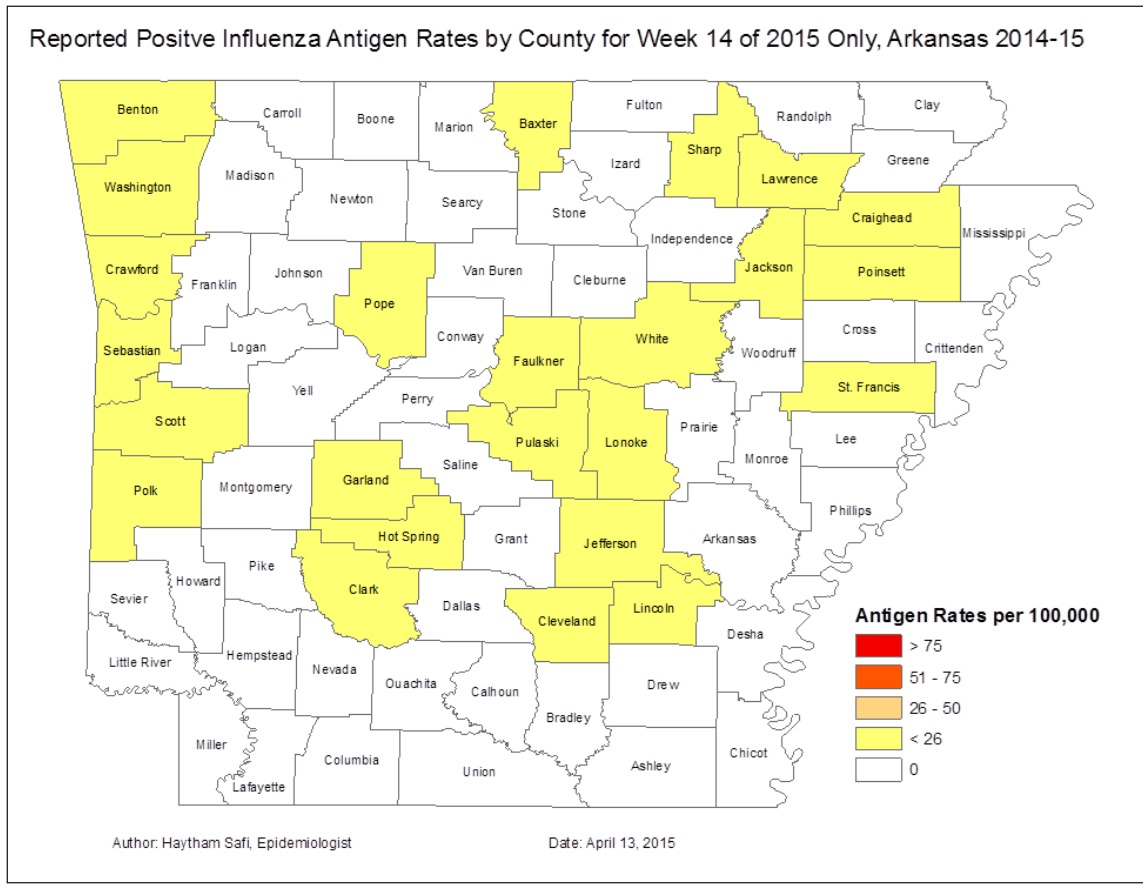 Reported Positve Influenza Antigen Rates by County for Week 14 of 2015 Only, Arkansas 2014-15
Benton
Carroll
Boone
Marion
Baxter
Fulton
Sharp
Randolph
Clay
Washington
Madison
Newton
Searcy
Stone
Izard
Lawrence
Greene
Craighead
Mississippi
Crawford
Franklin
Johnson
Pope
Van Buren
Cleburne
Independence
Jackson
Poinsett
Sebastian
Logan
Yell
Conway
Faulkner
White
Woodruff
Cross
Crittenden
Scott
Perry
Pulaski
Lonoke
Prairie
Monroe
St. Francis
Lee
Phillips
Polk
Montgomery
Garland
Saline
Hot Spring
Grant
Jefferson
Arkansas
Sevier
Howard
Pike
Clark
Dallas
Cleveland
Lincoln
Desha
Little River
Hempstead
Nevada
Ouachita
Calhoun
Bradley
Drew
Miller
Lafayette
Columbia
Union
Ashley
Chicot
Antigen Rates per 100,000
> 75
51 - 75
26 - 50
< 26
0
Author: Haytham Safi, Epidemiologist
Date: April 13, 2015